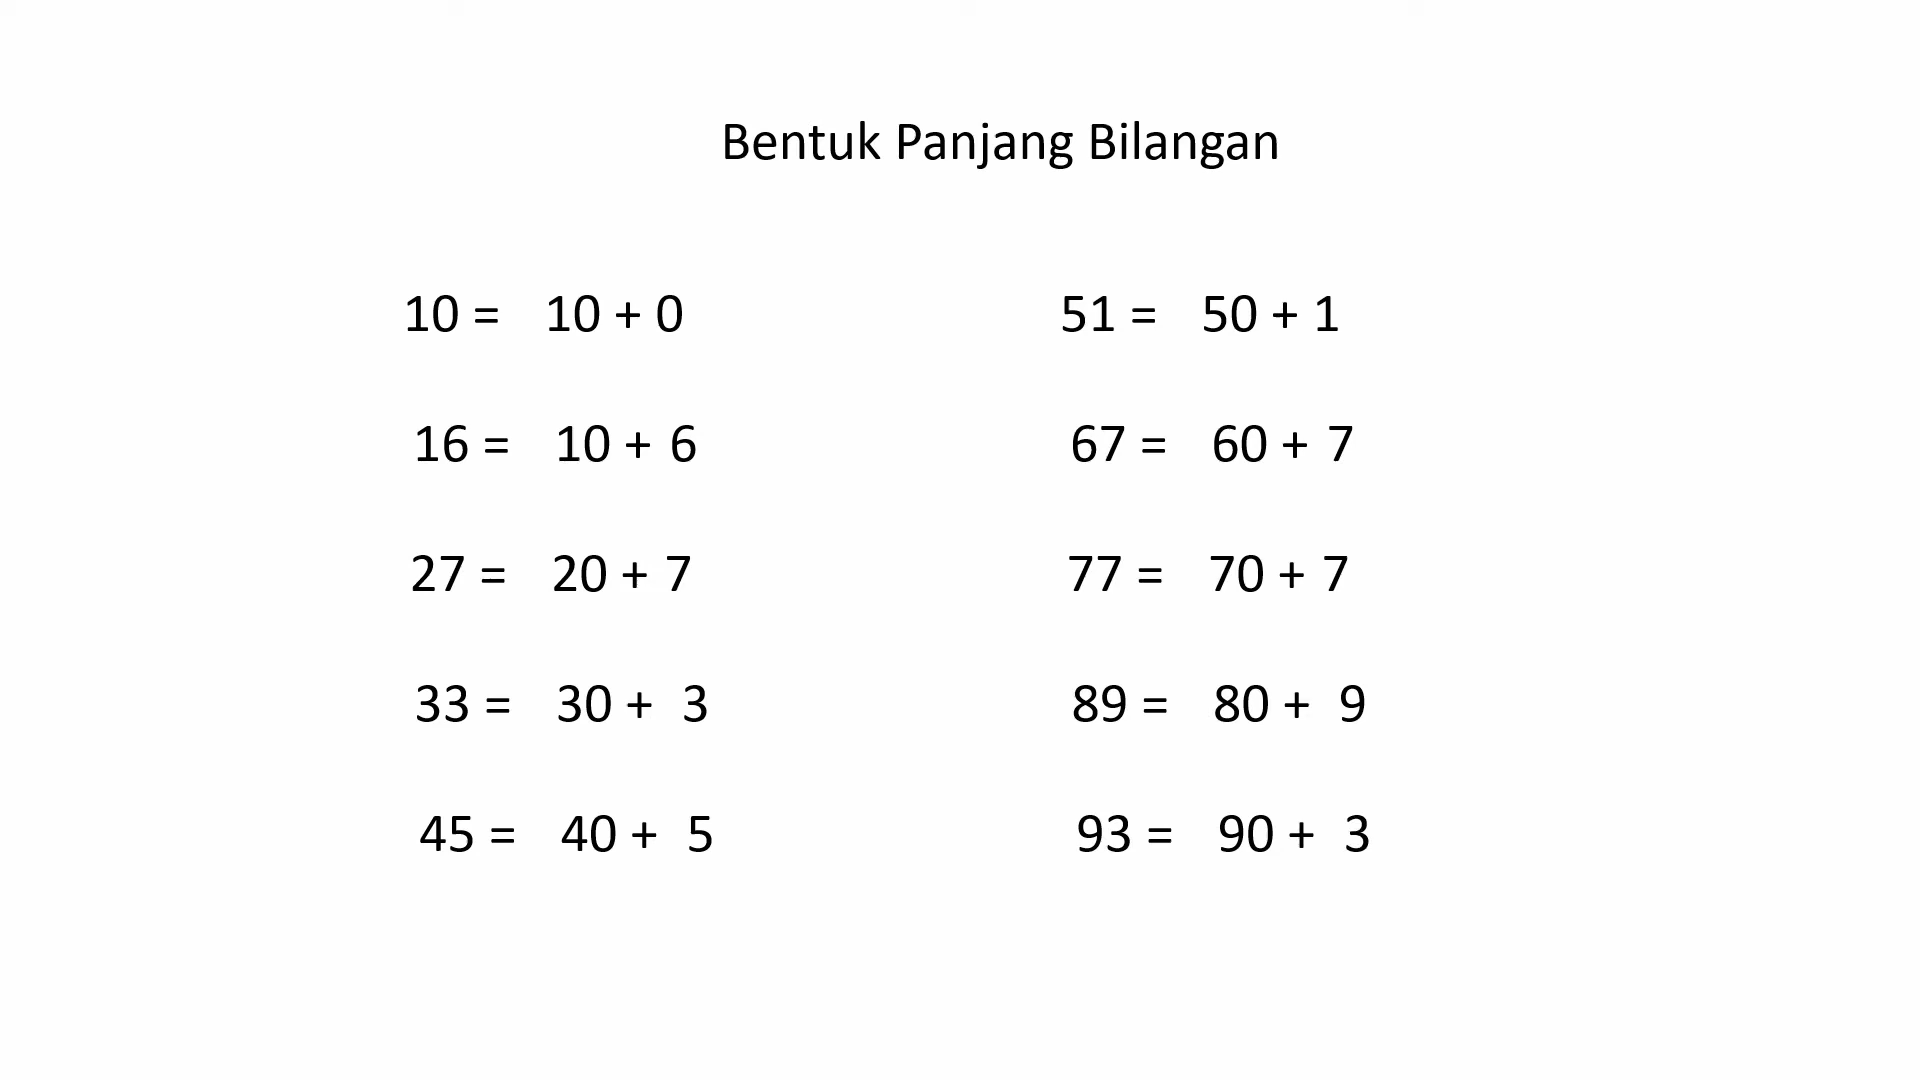 Bentuk Panjang Bilangan
10 = 10 + 0
16 = 10 + 6
27 = 20 + 7
33 = 30 + 3
45 = 40 + 5
51 = 50 + 1
67 = 60 + 7
77 = 70 + 7
89 = 80 + 9
93 = 90 + 3